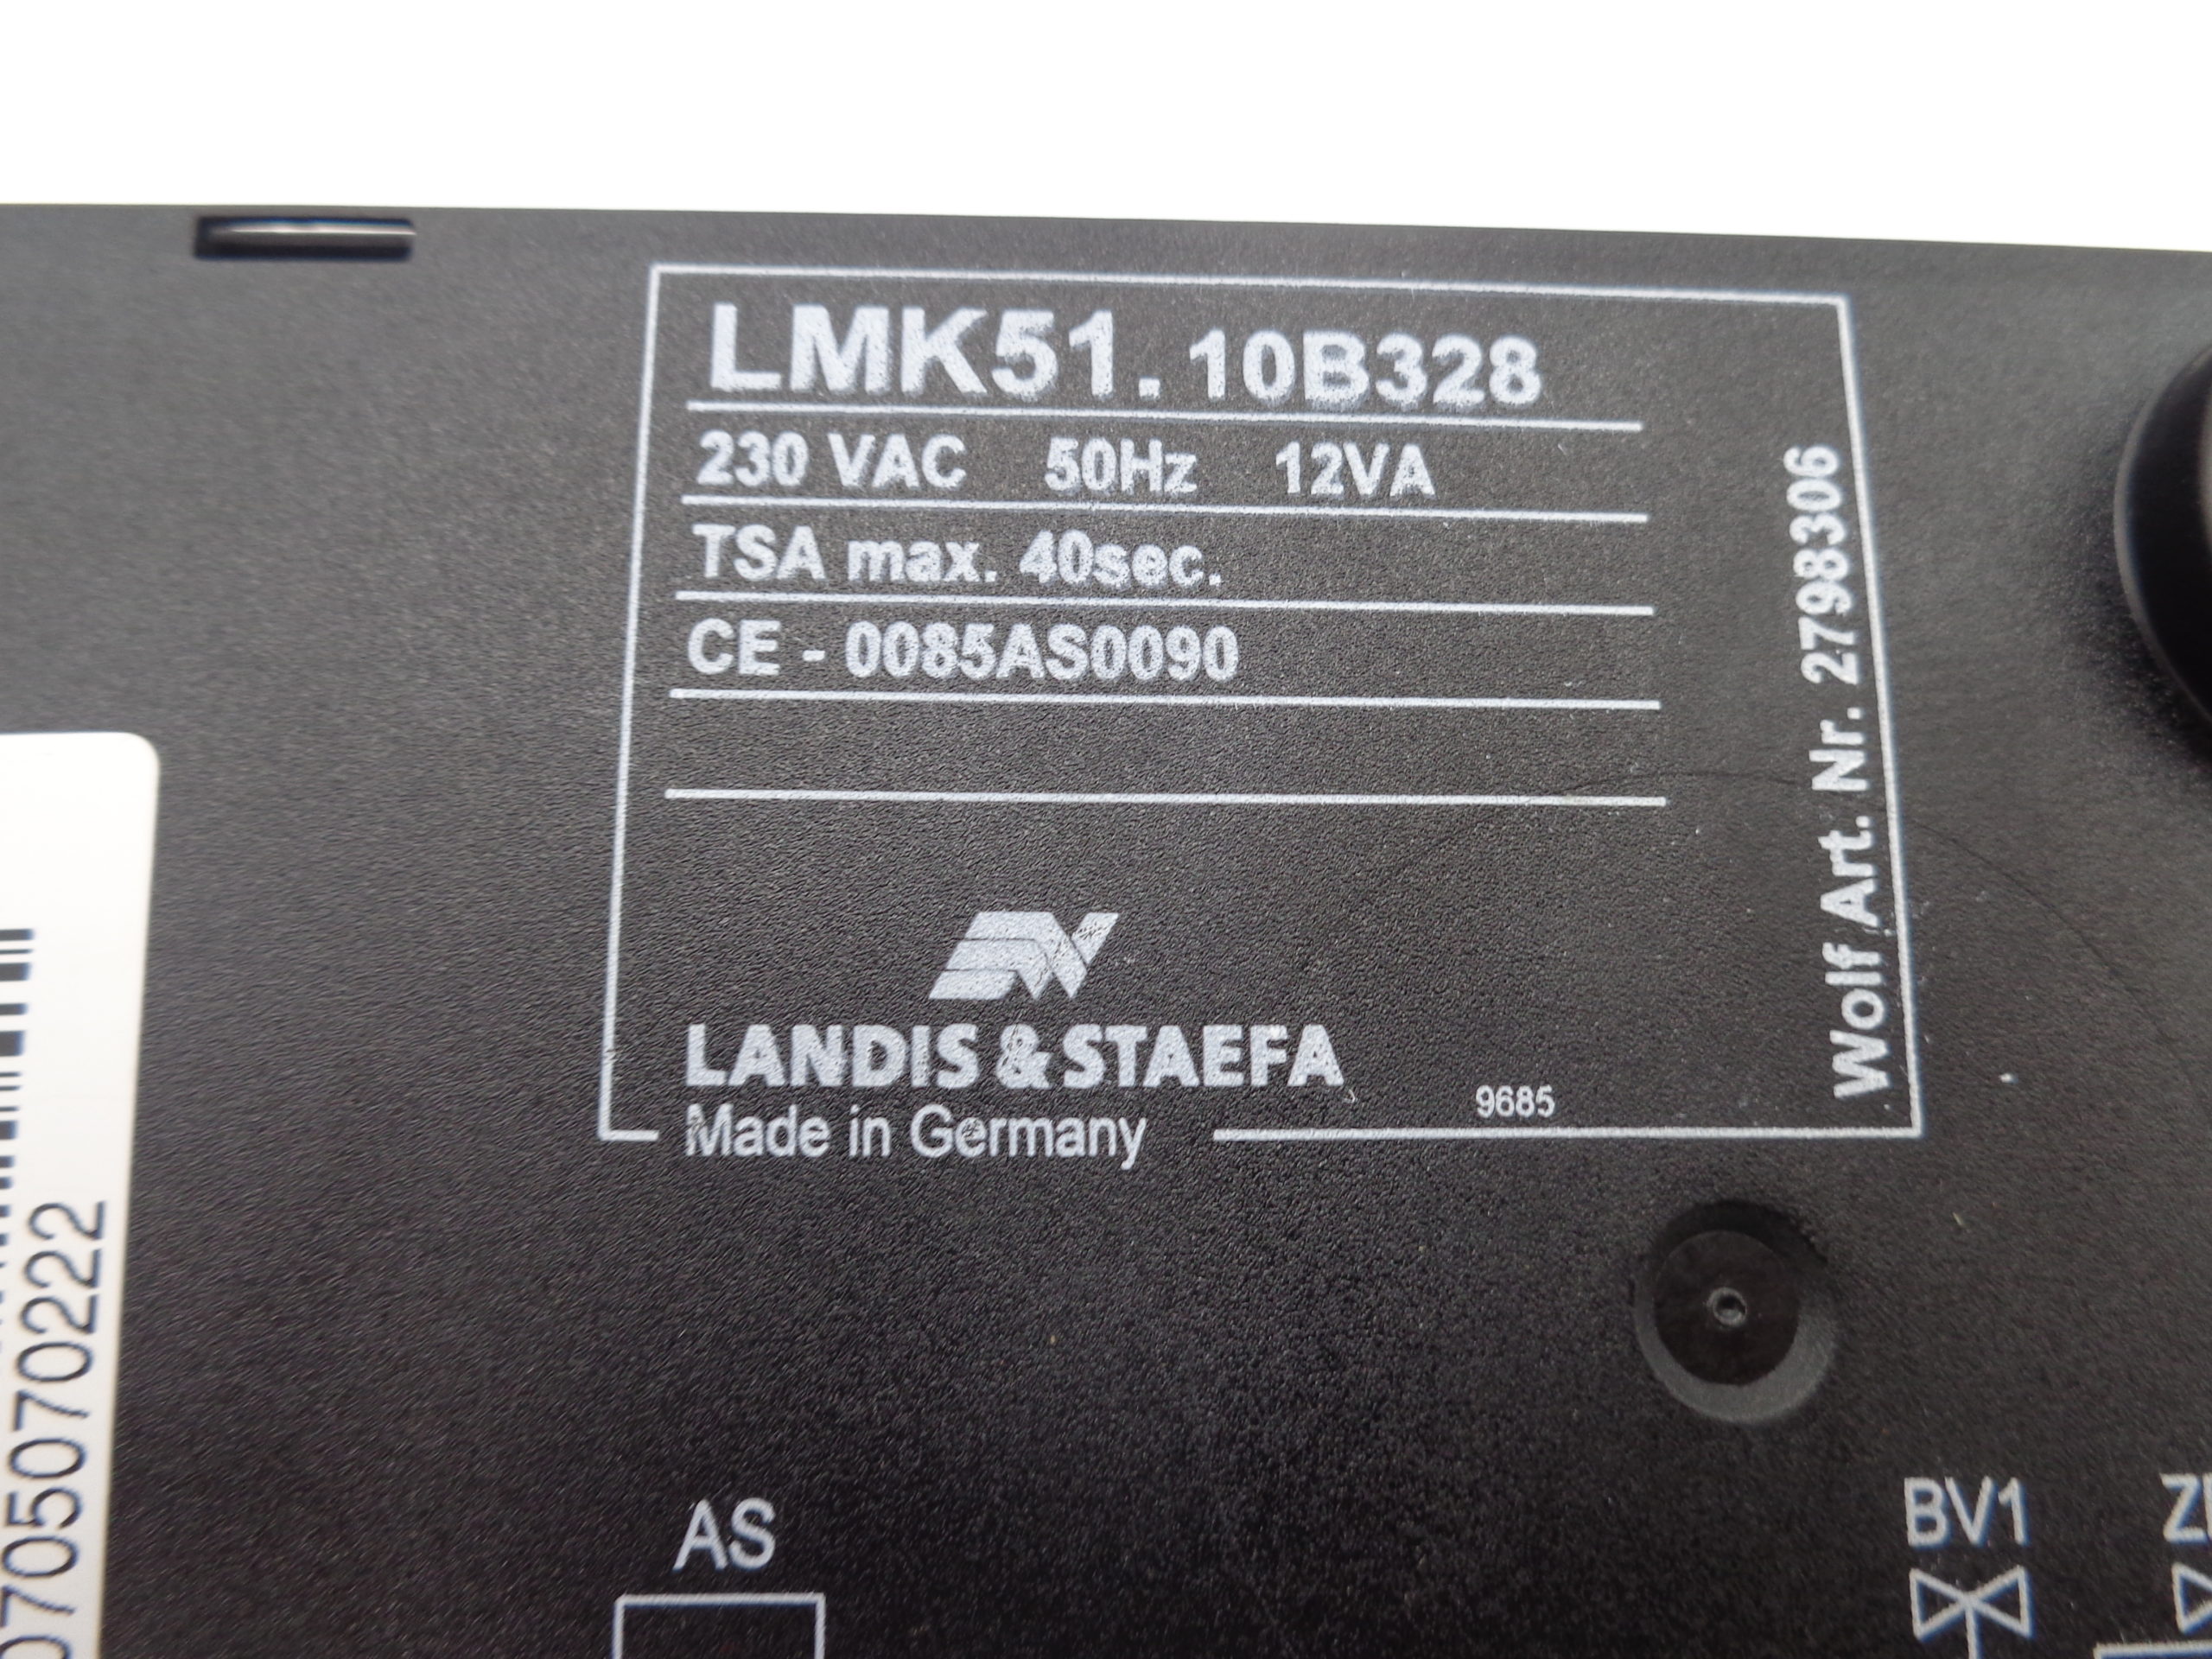 LMK51. 10B328
230 VAC 50Hz 12VA
TSA max. 40sec.
CE - 0085AS0090
LANDIS & STAEFA
Made in Germany
9685
Wolf Art. Nr. 2798306
0705070222
AS
BV1